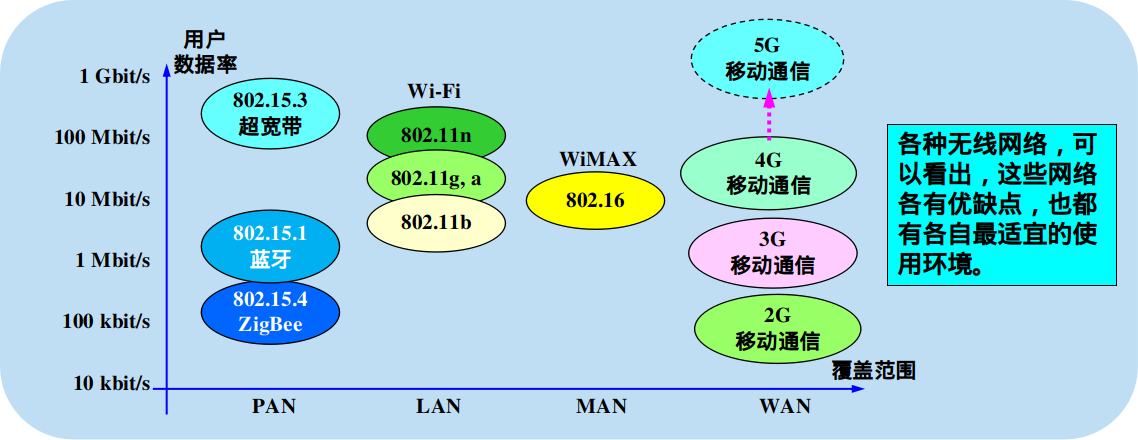 用户
数据率
1 Gbit/s
100 Mbit/s
10 Mbit/s
1 Mbit/s
100 kbit/s
10 kbit/s
802.15.3
超宽带
802.15.1
蓝牙
802.15.4
ZigBee
Wi-Fi
802.11n
802.11g, a
802.11b
WiMAX
802.16
5G
移动通信
4G
移动通信
3G
移动通信
2G
移动通信
覆盖范围
PAN
LAN
MAN
WAN
各种无线网络，可
以看出，这些网络
各有优缺点，也都
有各自最适宜的使
用环境。